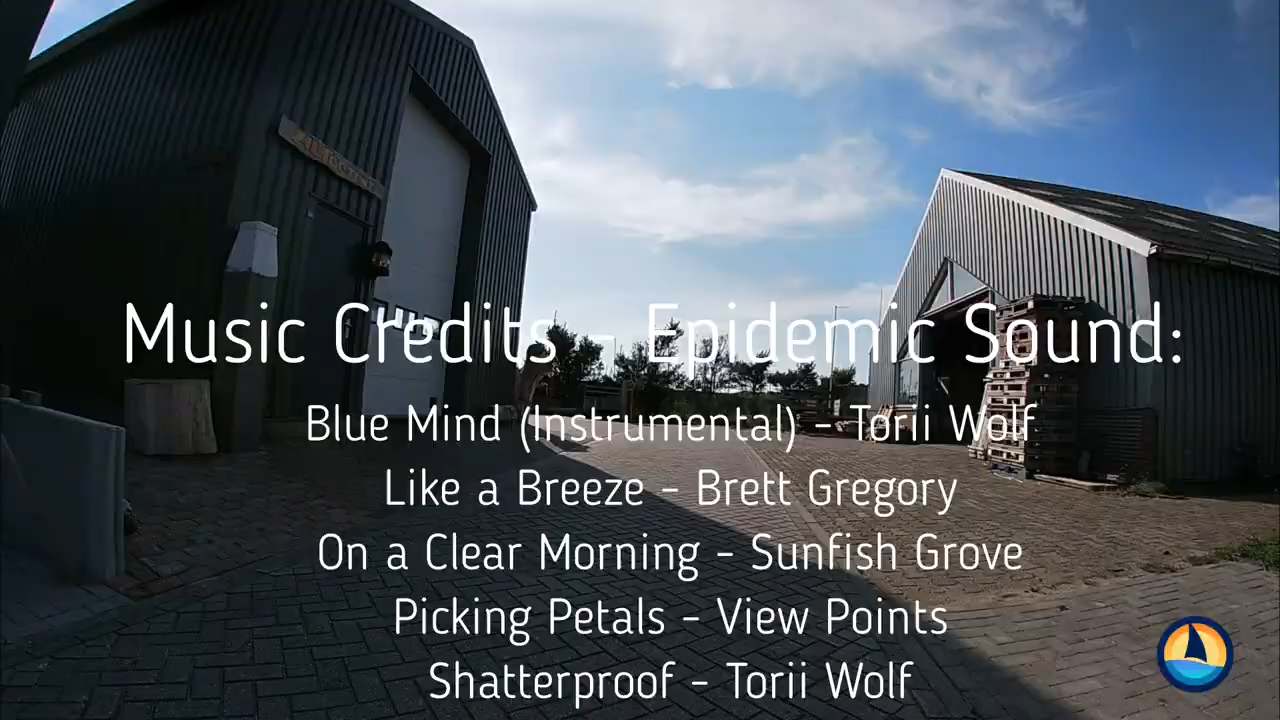 Music Credits - Epidemic Sound:
Blue Mind (Instrumental) - Torii Wolf
Like a Breeze - Brett Gregory
On a Clear Morning - Sunfish Grove
Picking Petals - View Points
Shatterproof - Torii Wolf